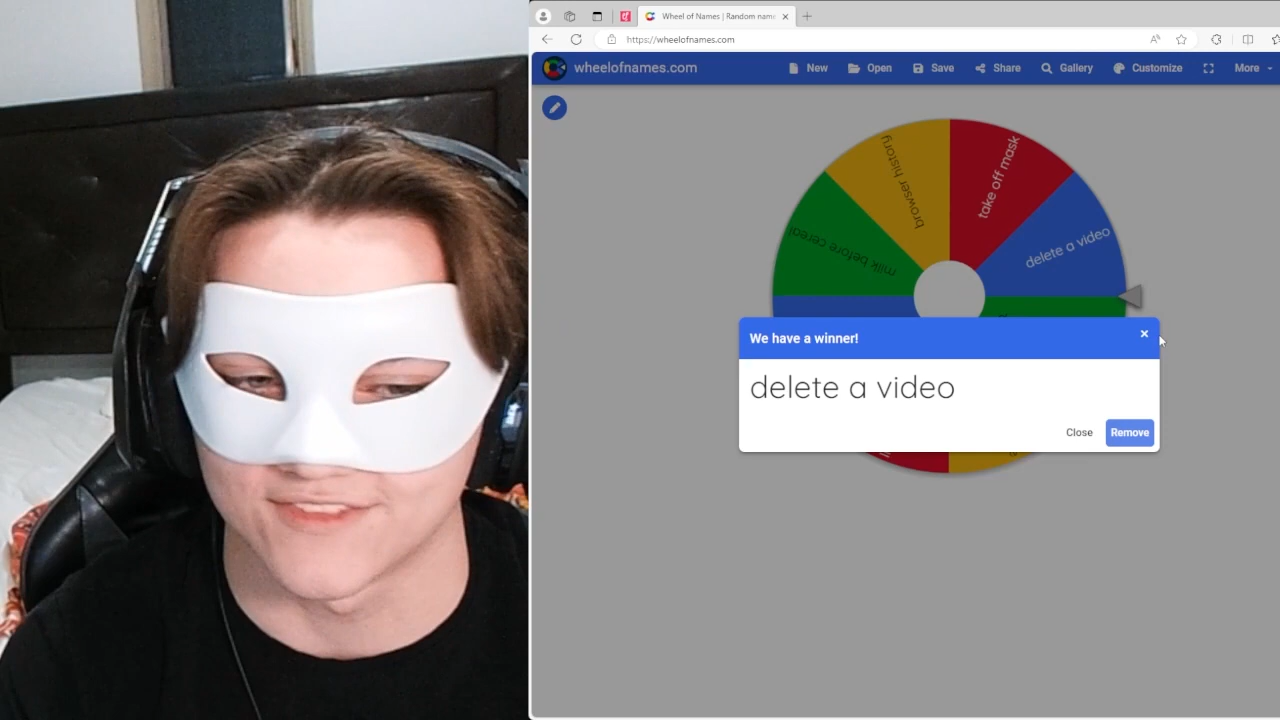 Wheel of Names | Random name
https://wheelofnames.com
wheelofnames.com
New
Open
Save
Share
Gallery
Customize
More
browser history
take off mask
milk before cereal
delete a video
We have a winner!
delete a video
Close
Remove